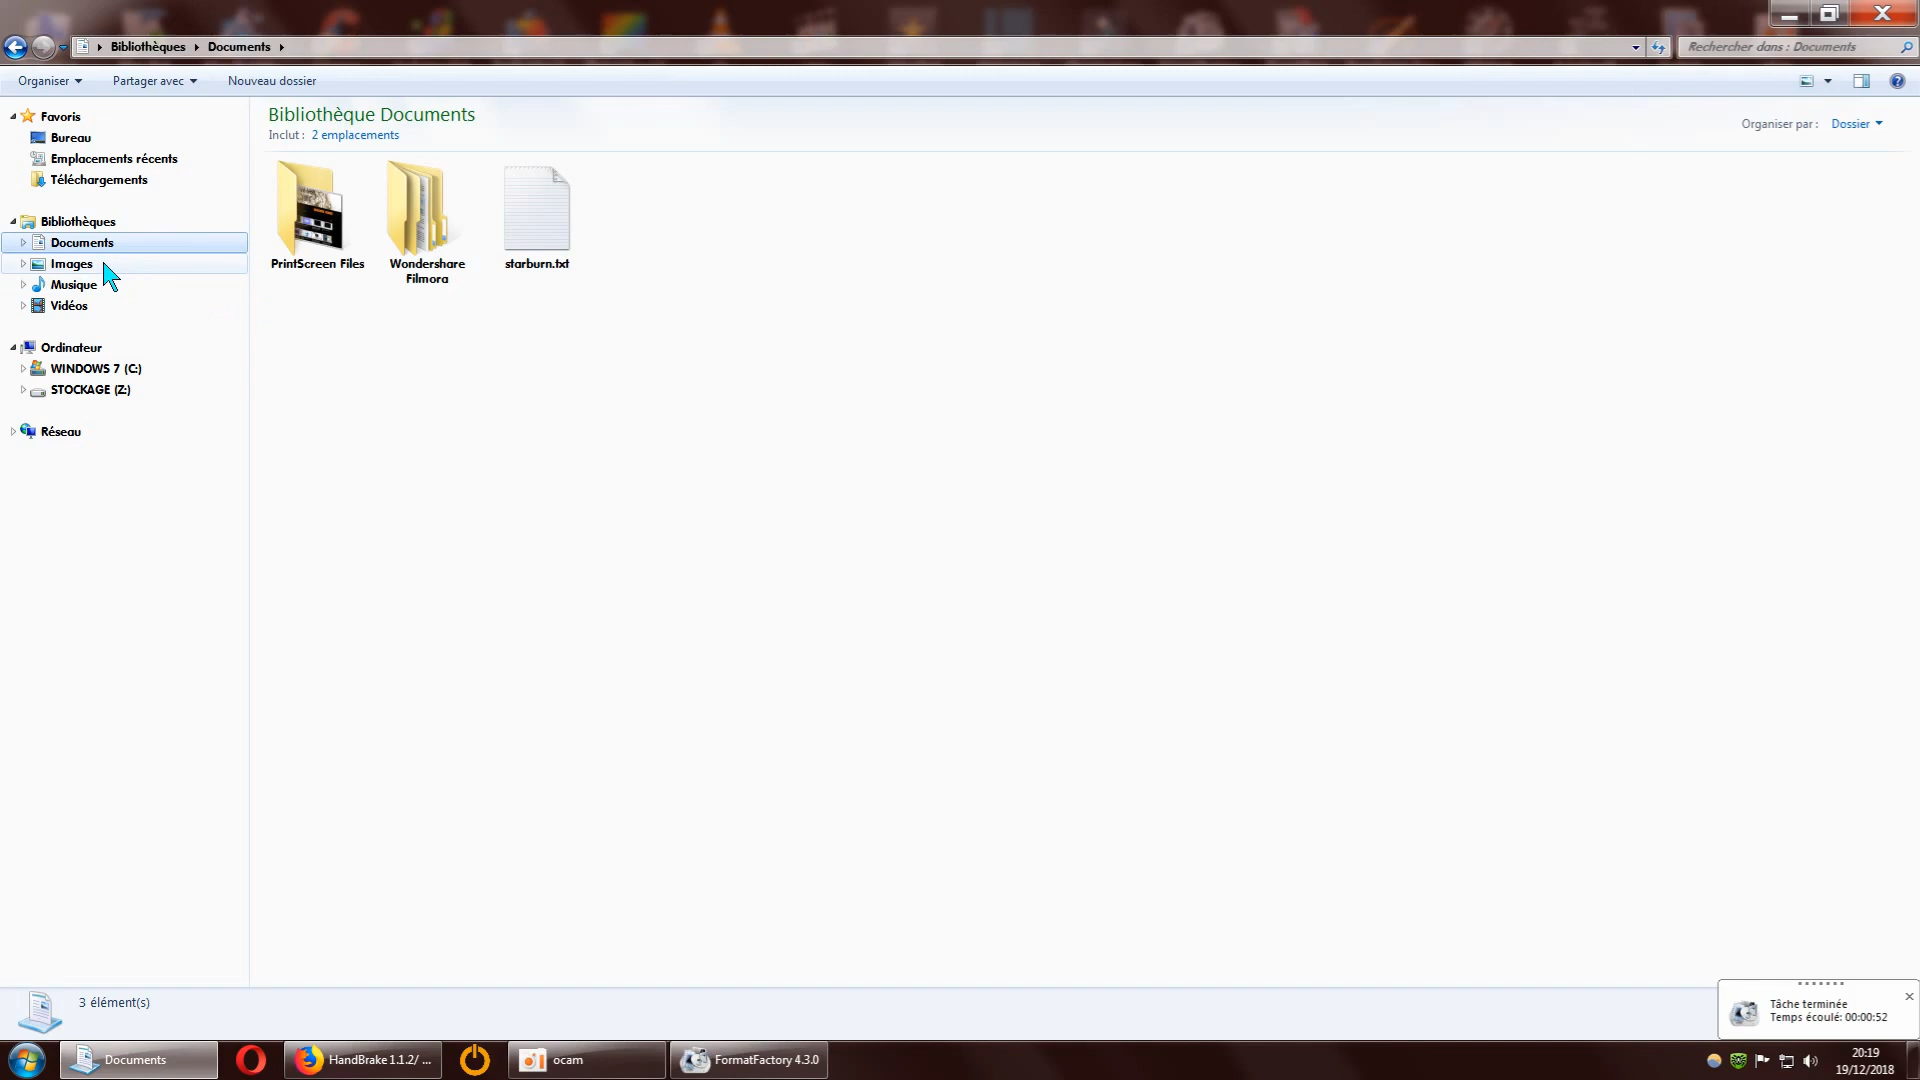 Bibliothèques Documents
Rechercher dans : Documents
Organiser Partager avec Nouveau dossier
Favoris
Bureau
Emplacements récents
Téléchargements
Bibliothèques
Documents
Images
Musique
Vidéos
Ordinateur
WINDOWS 7 (C:)
STOCKAGE (Z:)
Réseau
Bibliothèque Documents
Inclut : 2 emplacements
Organiser par : Dossier
PrintScreen Files
Wondershare
Filmora
starburn.txt
3 élément(s)
Tâche terminée
Temps écoulé: 00:00:52
Documents
HandBrake 1.1.2/ ...
ocam
FormatFactory 4.3.0
20:19
19/12/2018